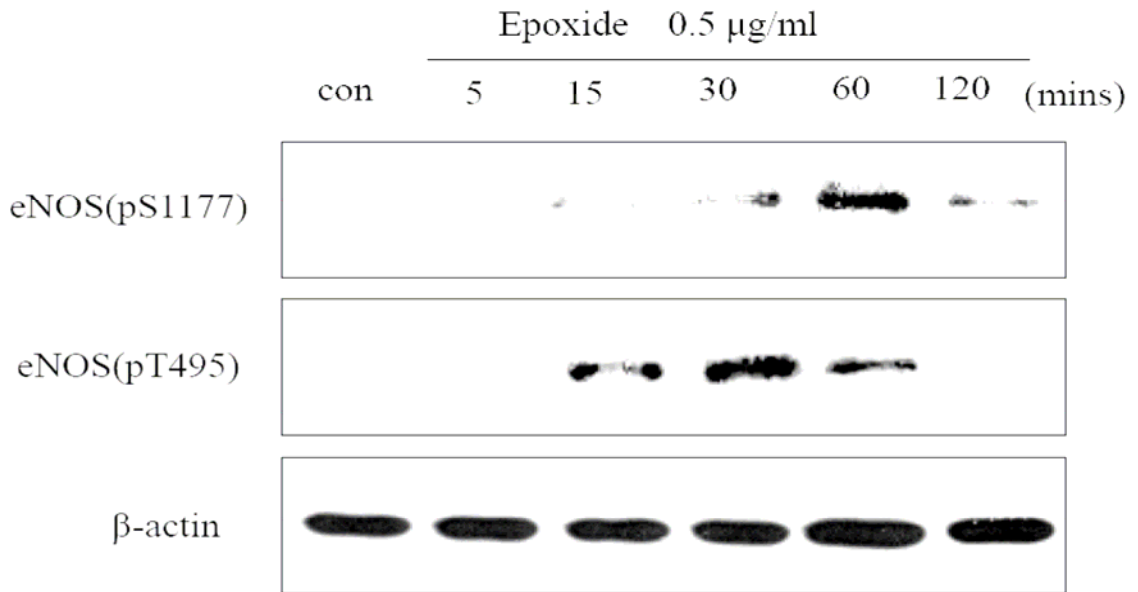 Epoxide 0.5 μg/ml
con 5 15 30 60 120 (mins)
eNOS(pS1177)
eNOS(pT495)
β-actin